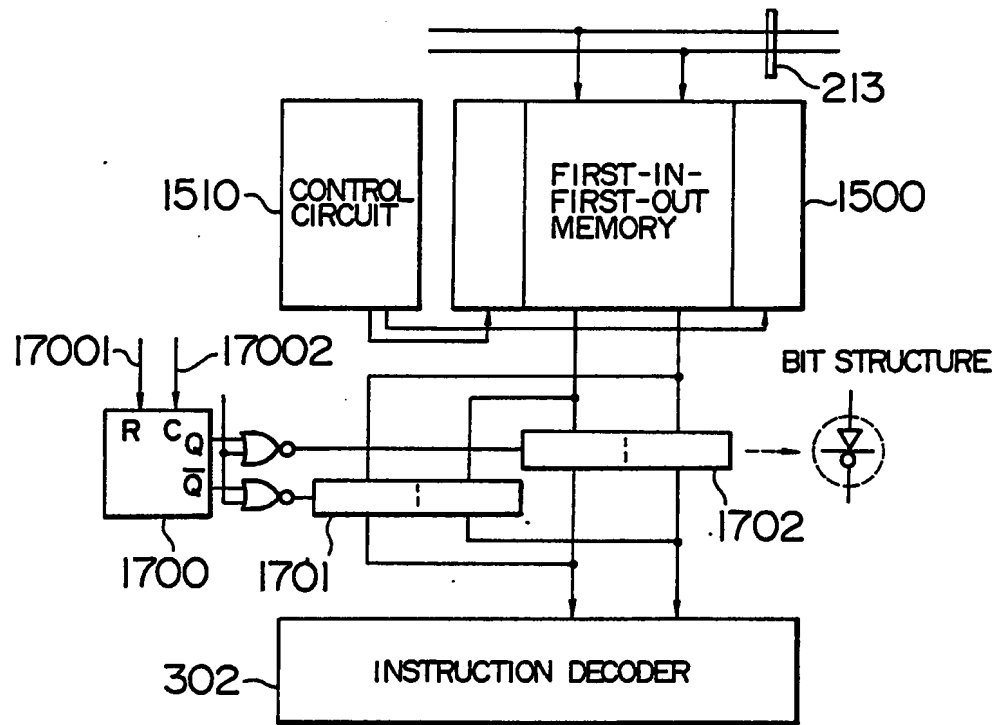 213
1510
CONTROL
CIRCUIT
FIRST-IN-
FIRST-OUT
MEMORY
1500
17001
17002
BIT STRUCTURE
R C Q
Q̅
1700
1701
1702
302
INSTRUCTION DECODER